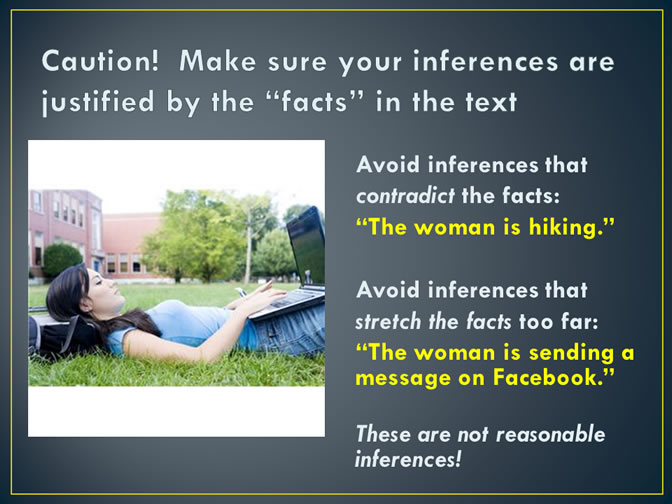 Caution!  Make sure your inferences are
justified by the “facts” in the text
Avoid inferences that
contradict the facts:
“The woman is hiking.”
Avoid inferences that
stretch the facts too far:
“The woman is sending a
message on Facebook.”
These are not reasonable
inferences!